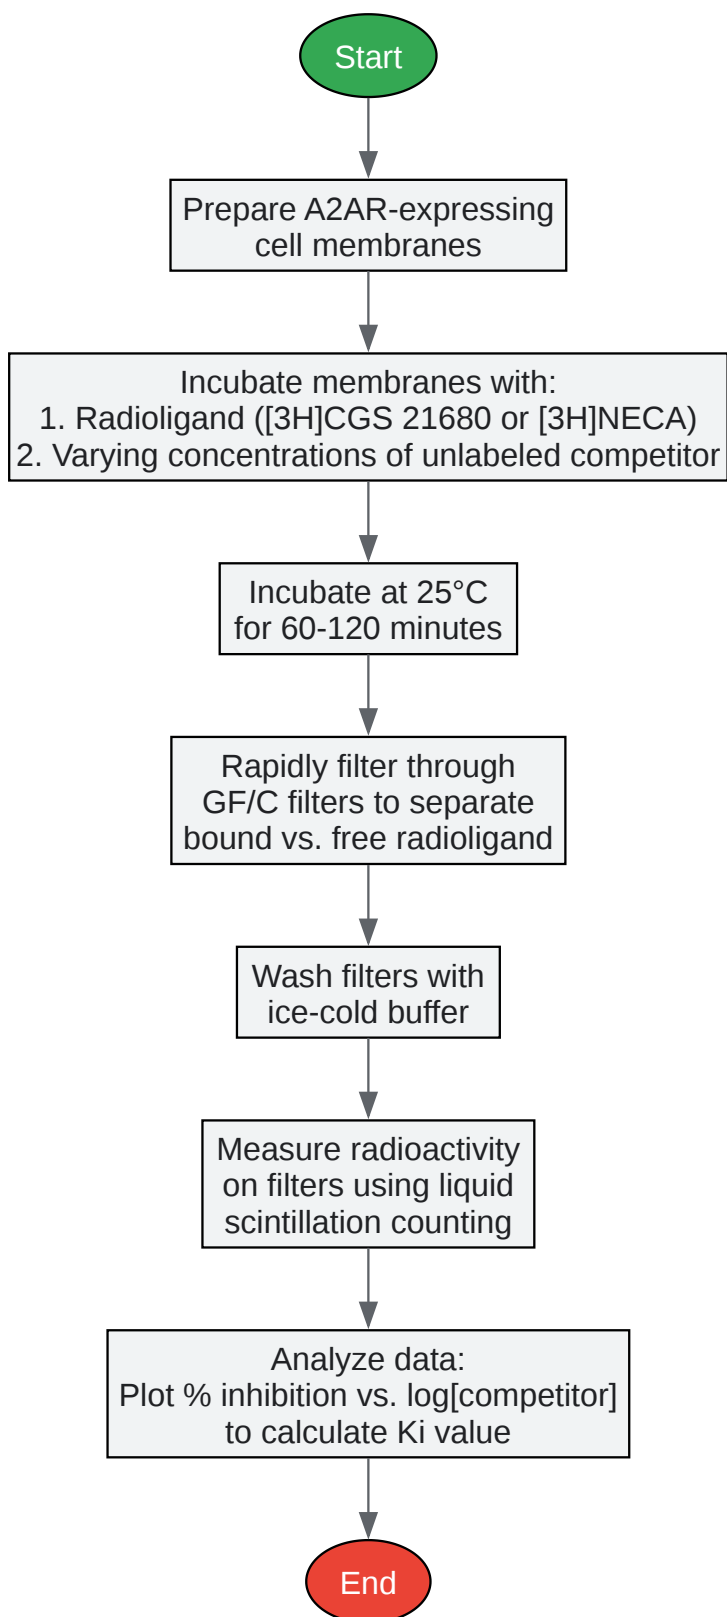 Start
Prepare A2AR-expressing
cell membranes
Incubate membranes with:
1. Radioligand ([3H]CGS 21680 or [3H]NECA)
2. Varying concentrations of unlabeled competitor
Incubate at 25°C
for 60-120 minutes
Rapidly filter through
GF/C filters to separate
bound vs. free radioligand
Wash filters with
ice-cold buffer
Measure radioactivity
on filters using liquid
scintillation counting
Analyze data:
Plot % inhibition vs. log[competitor]
to calculate Ki value
End